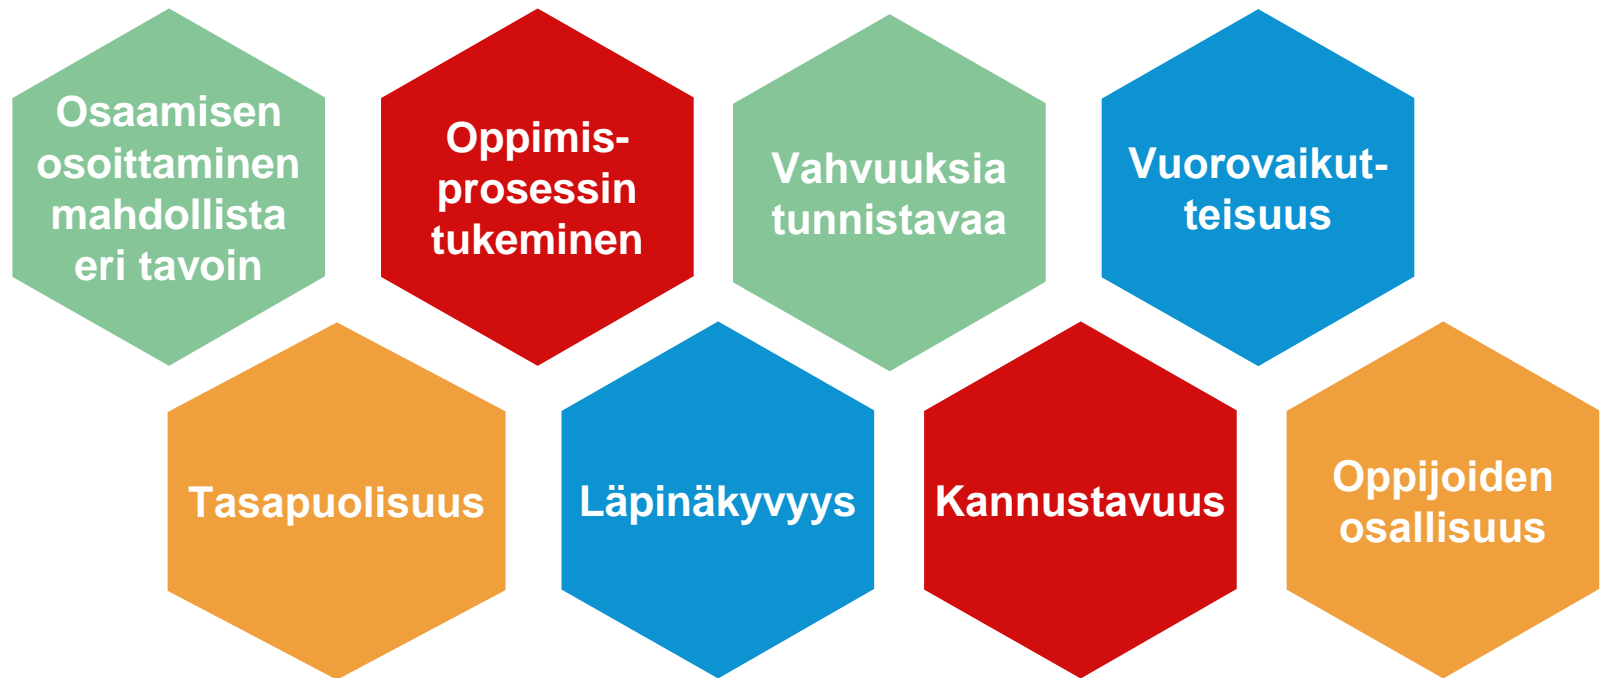 Osaamisen
osoittaminen
mahdollista
eri tavoin
Oppimis-
prosessin
tukeminen
Vahvuuksia
tunnistavaa
Vuorovaikut-
teisuus
Tasapuolisuus
Läpinäkyvyys
Kannustavuus
Oppijoiden
osallisuus